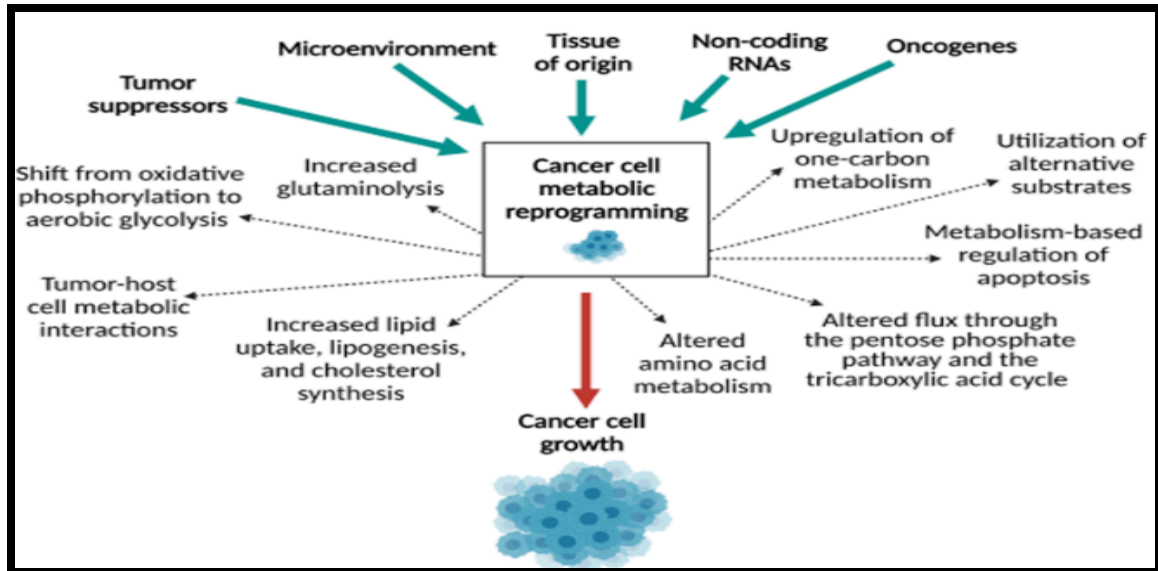 Tumor
suppressors
Microenvironment
Tissue
of origin
Non-coding
RNAs
Oncogenes
Cancer cell
metabolic
reprogramming
Shift from oxidative
phosphorylation to
aerobic glycolysis
Increased
glutaminolysis
Upregulation of
one-carbon
metabolism
Utilization of
alternative
substrates
Metabolism-based
regulation of
apoptosis
Tumor-host
cell metabolic
interactions
Increased lipid
uptake, lipogenesis,
and cholesterol
synthesis
Altered
amino acid
metabolism
Altered flux through
the pentose phosphate
pathway and the
tricarboxylic acid cycle
Cancer cell
growth